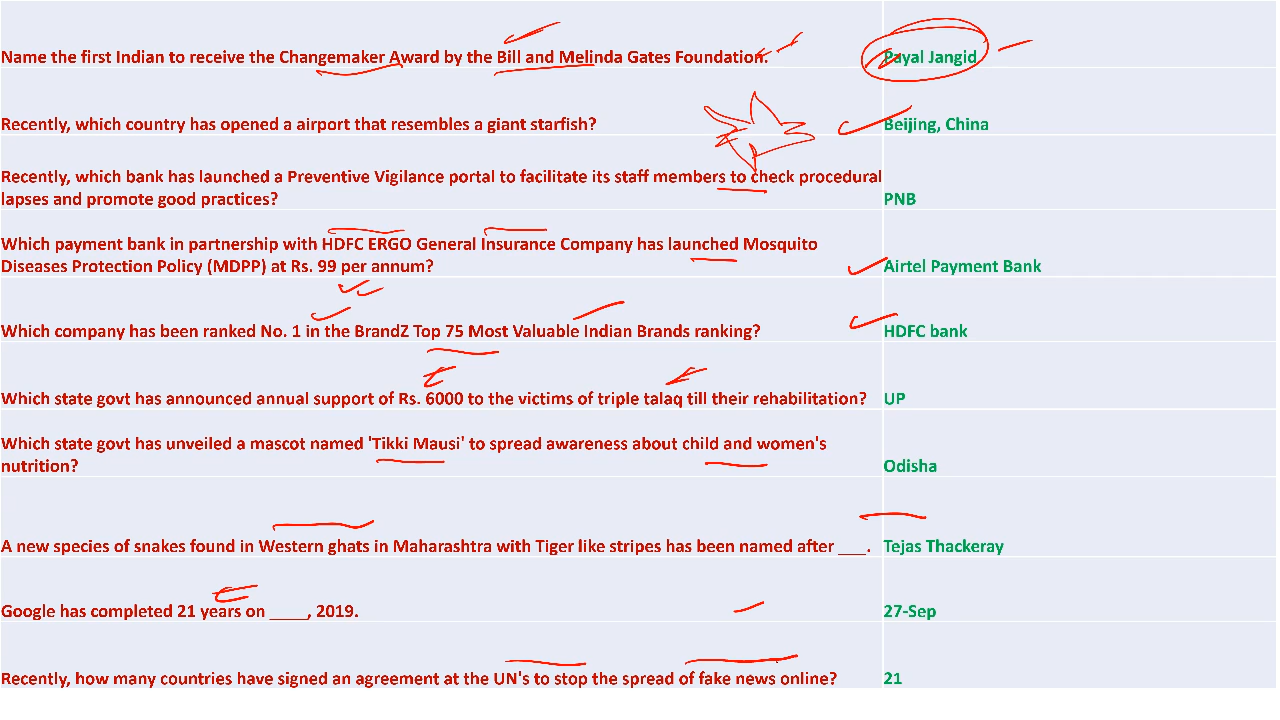 Name the first Indian to receive the Changemaker Award by the Bill and Melinda Gates Foundation. Payal Jangid
Recently, which country has opened a airport that resembles a giant starfish? Beijing, China
Recently, which bank has launched a Preventive Vigilance portal to facilitate its staff members to check procedural
lapses and promote good practices? PNB
Which payment bank in partnership with HDFC ERGO General Insurance Company has launched Mosquito
Diseases Protection Policy (MDPP) at Rs. 99 per annum? Airtel Payment Bank
Which company has been ranked No. 1 in the BrandZ Top 75 Most Valuable Indian Brands ranking? HDFC bank
Which state govt has announced annual support of Rs. 6000 to the victims of triple talaq till their rehabilitation? UP
Which state govt has unveiled a mascot named 'Tikki Mausi' to spread awareness about child and women's
nutrition? Odisha
A new species of snakes found in Western ghats in Maharashtra with Tiger like stripes has been named after ___. Tejas Thackeray
Google has completed 21 years on ____, 2019. 27-Sep
Recently, how many countries have signed an agreement at the UN's to stop the spread of fake news online? 21